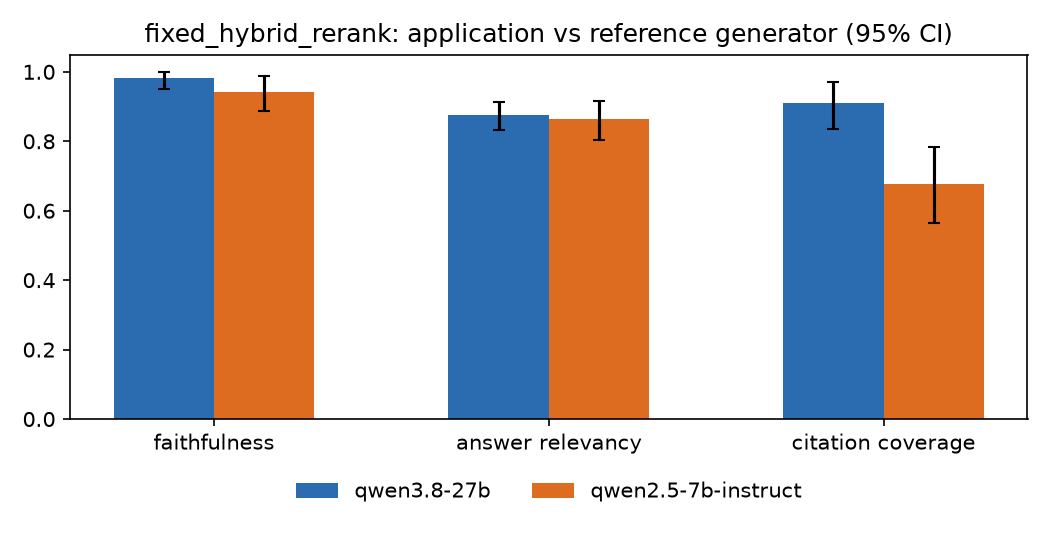 fixed_hybrid_rerank: application vs reference generator (95% CI)
1.0
0.8
0.6
0.4
0.2
0.0
faithfulness answer relevancy citation coverage
qwen3.8-27b qwen2.5-7b-instruct